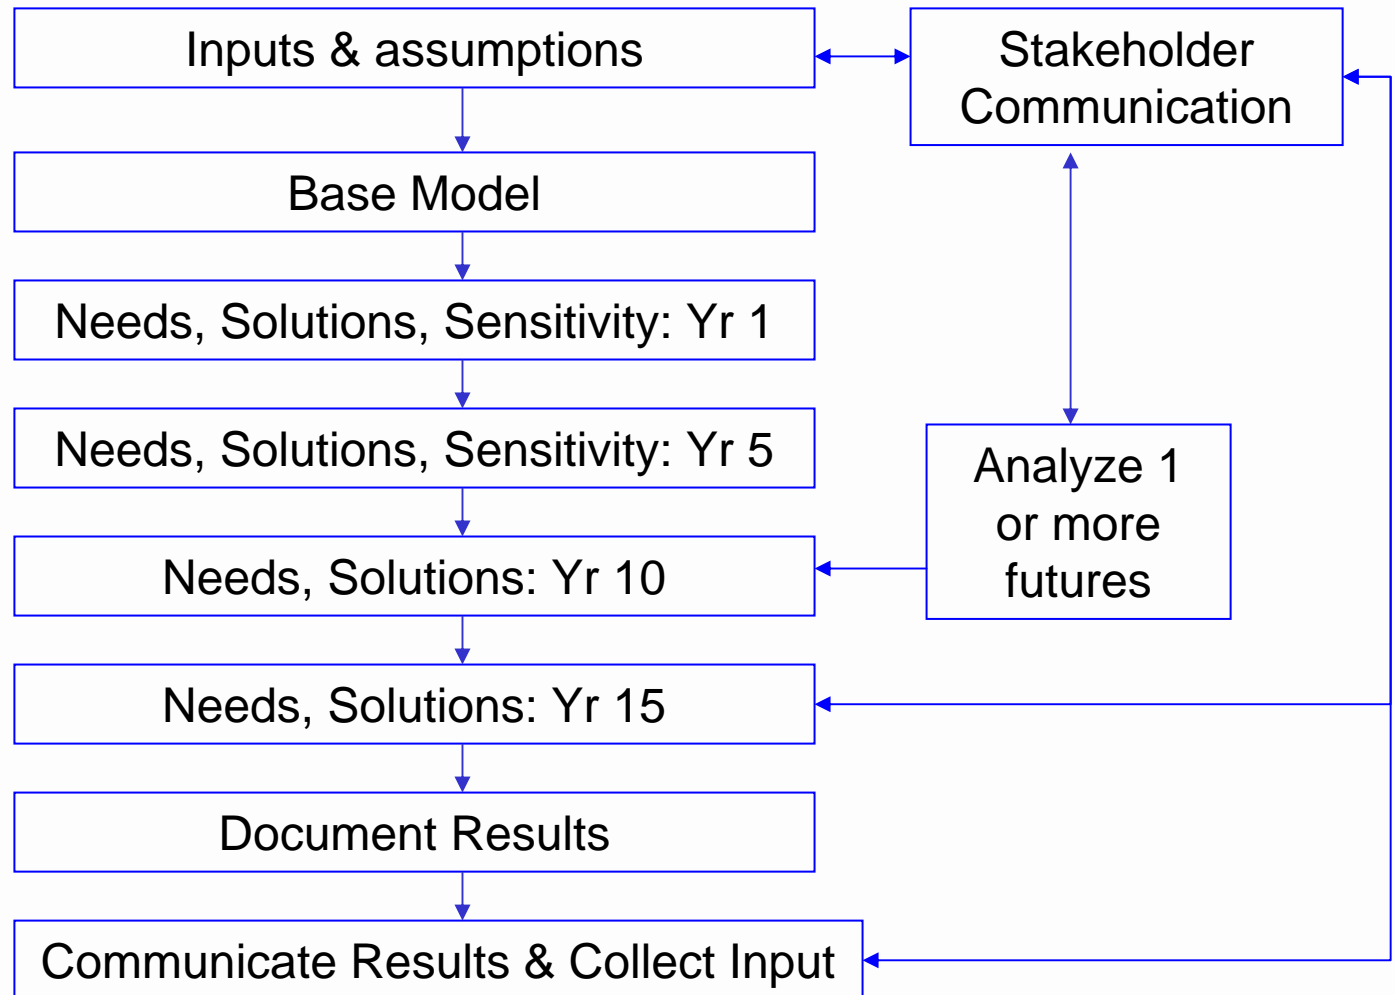 Inputs & assumptions
Stakeholder
Communication
Base Model
Needs, Solutions, Sensitivity: Yr 1
Needs, Solutions, Sensitivity: Yr 5
Analyze 1
or more
futures
Needs, Solutions: Yr 10
Needs, Solutions: Yr 15
Document Results
Communicate Results & Collect Input